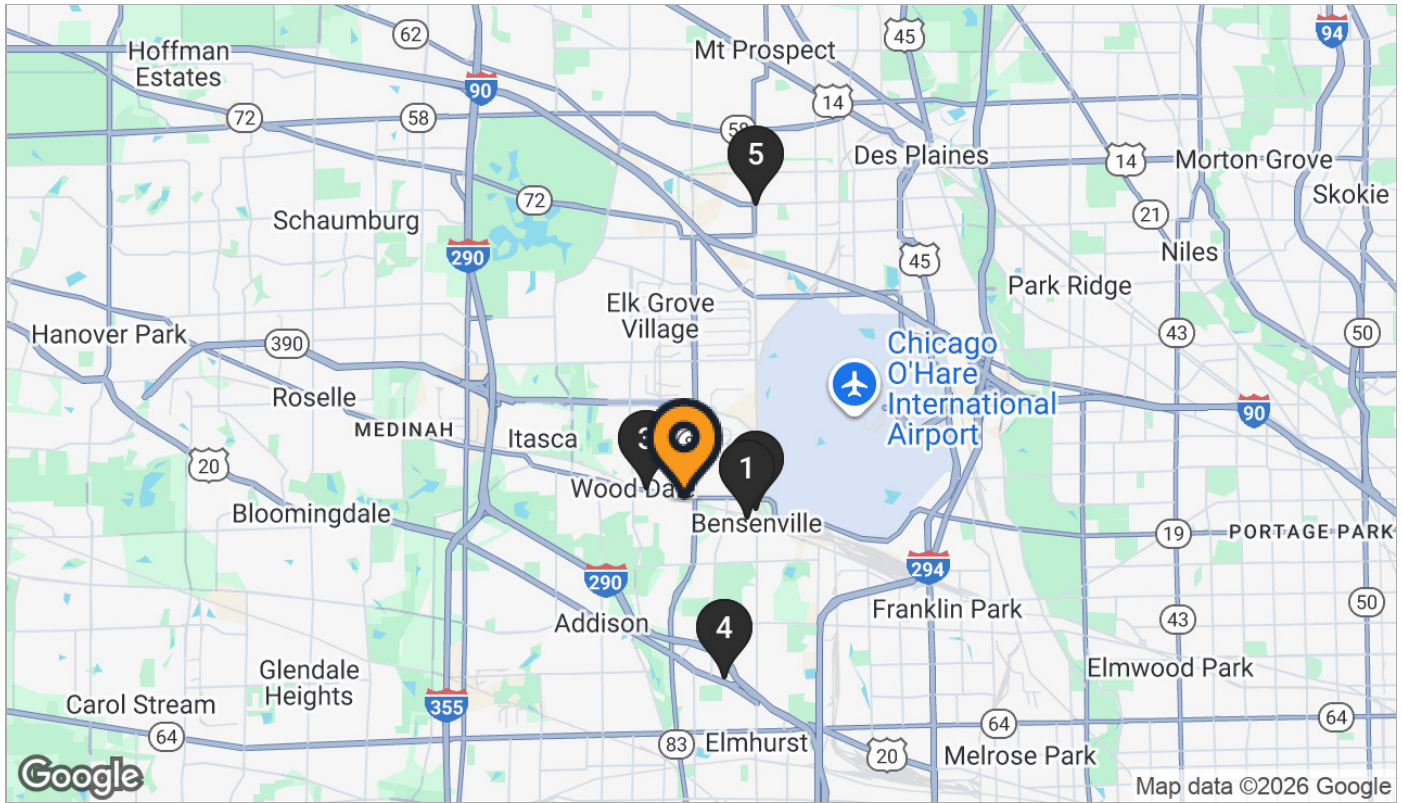 62
45
94
Hoffman
Estates
Mt Prospect
90
14
72
58
58
5
Des Plaines
14
Morton Grove
Skokie
72
21
Schaumburg
290
45
Niles
Park Ridge
Elk Grove
Village
Hanover Park
390
43
50
Chicago
O'Hare
International
Airport
Roselle
90
MEDINAH
Itasca
3
20
1
Wood Dale
Bloomingdale
Bensenville
19
PORTAGE PARK
290
294
50
Addison
4
Franklin Park
43
Glendale
Heights
Elmwood Park
Carol Stream
355
64
64
64
83
Elmhurst
20
Melrose Park
Google
Map data ©2026 Google